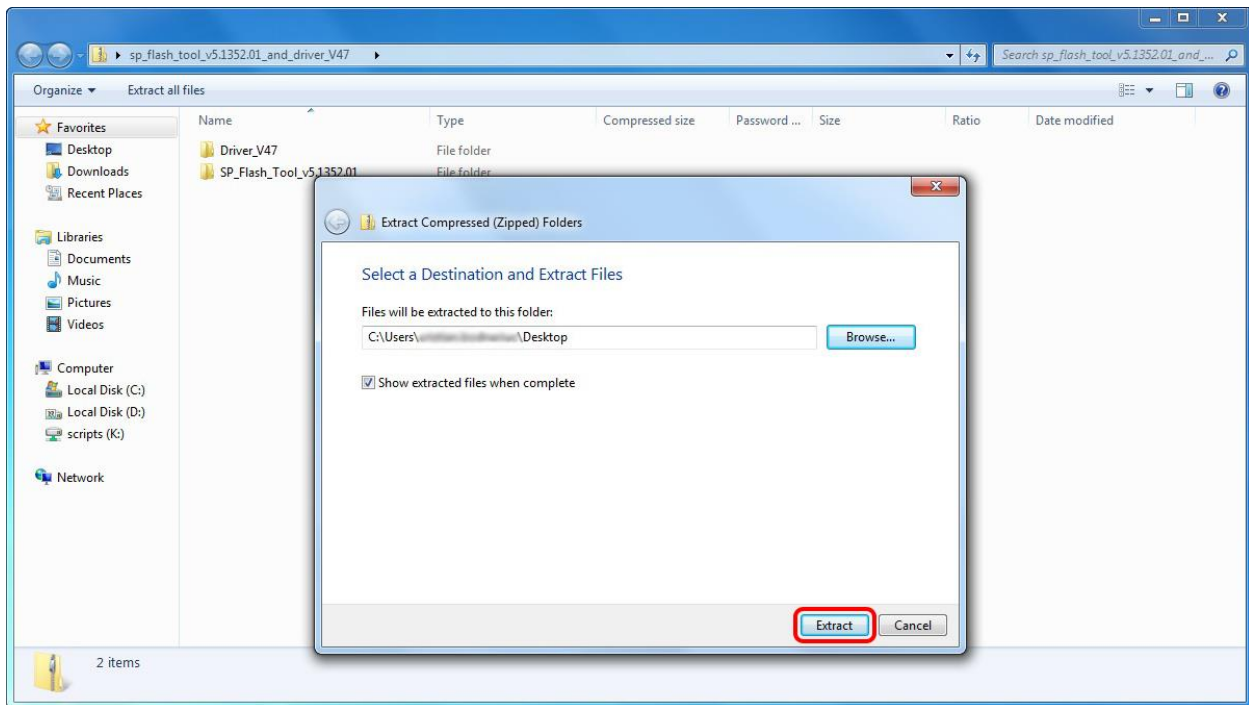 sp_flash_tool_v5.1352.01_and_driver_V47
Search sp_flash_tool_v5.1352.01_and_...
Organize Extract all files
Name Type Compressed size Password ... Size Ratio Date modified
Favorites
Desktop
Downloads
Recent Places
Libraries
Documents
Music
Pictures
Videos
Computer
Local Disk (C:)
Local Disk (D:)
scripts (K:)
Network
Driver_V47 File folder
SP_Flash_Tool_v5.1352.01 File folder
Extract Compressed (Zipped) Folders
Select a Destination and Extract Files
Files will be extracted to this folder:
C:\Users\ \Desktop
Browse...
Show extracted files when complete
Extract Cancel
2 items